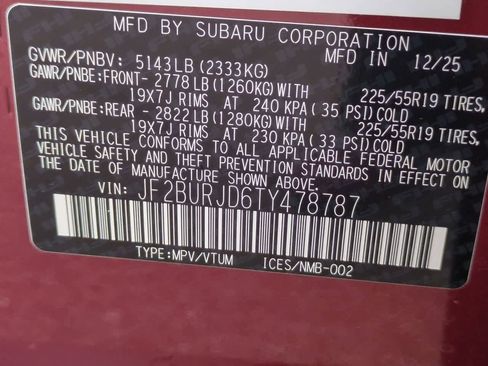 MFD BY SUBARU CORPORATION
GVWR/PNBV: 5143 LB (2333KG) MFD IN 12/25
GAWR/PNBE:FRONT- 2778 LB (1260KG) WITH 225/55R19 TIRES,
19X7J RIMS AT 240 KPA ( 35 PSI) COLD
GAWR/PNBE:REAR - 2822 LB (1280KG) WITH 225/55R19 TIRES,
19X7J RIMS AT 230 KPA ( 33 PSI) COLD
THIS VEHICLE CONFORMS TO ALL APPLICABLE FEDERAL MOTOR
VEHICLE SAFETY AND THEFT PREVENTION STANDARDS IN EFFECT
ON THE DATE OF MANUFACTURE SHOWN ABOVE.
VIN: JF2BURJD6TY478787
TYPE:MPV/VTUM ICES/NMB-002